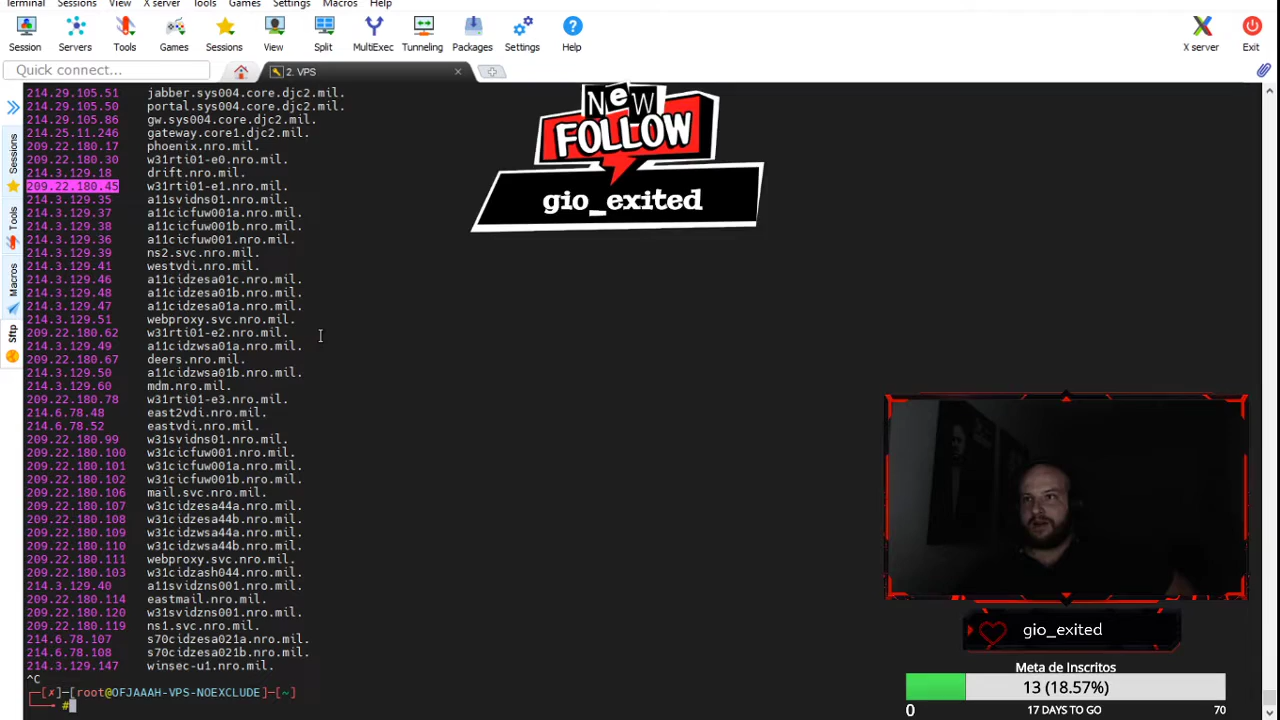 Terminal Sessions View X server Tools Games Settings Macros Help
Session Servers Tools Games Sessions View Split MultiExec Tunneling Packages Settings Help X server Exit
Quick connect... 2. VPS
Sessions
Tools
Macros
Sftp
214.29.105.51 jabber.sys004.core.djc2.mil.
214.29.105.50 portal.sys004.core.djc2.mil.
214.29.105.86 gw.sys004.core.djc2.mil.
214.25.11.246 gateway.core1.djc2.mil.
209.22.180.17 phoenix.nro.mil.
209.22.180.30 w31rti01-e0.nro.mil.
214.3.129.18 drift.nro.mil.
209.22.180.45 w31rti01-e1.nro.mil.
214.3.129.35 a11svidns01.nro.mil.
214.3.129.37 a11cicfuw001a.nro.mil.
214.3.129.38 a11cicfuw001b.nro.mil.
214.3.129.36 a11cicfuw001.nro.mil.
214.3.129.39 ns2.svc.nro.mil.
214.3.129.41 westvdi.nro.mil.
214.3.129.46 a11cidzesa01c.nro.mil.
214.3.129.48 a11cidzesa01b.nro.mil.
214.3.129.47 a11cidzesa01a.nro.mil.
214.3.129.51 webproxy.svc.nro.mil.
209.22.180.62 w31rti01-e2.nro.mil.
214.3.129.49 a11cidzwsa01a.nro.mil.
209.22.180.67 deers.nro.mil.
214.3.129.50 a11cidzwsa01b.nro.mil.
214.3.129.60 mdm.nro.mil.
209.22.180.78 w31rti01-e3.nro.mil.
214.6.78.48 east2vdi.nro.mil.
214.6.78.52 eastvdi.nro.mil.
209.22.180.99 w31svidns01.nro.mil.
209.22.180.100 w31cicfuw001.nro.mil.
209.22.180.101 w31cicfuw001a.nro.mil.
209.22.180.102 w31cicfuw001b.nro.mil.
209.22.180.106 mail.svc.nro.mil.
209.22.180.107 w31cidzesa44a.nro.mil.
209.22.180.108 w31cidzesa44b.nro.mil.
209.22.180.109 w31cidzwsa44a.nro.mil.
209.22.180.110 w31cidzwsa44b.nro.mil.
209.22.180.111 webproxy.svc.nro.mil.
209.22.180.103 w31cidzash044.nro.mil.
214.3.129.40 a11svidzns001.nro.mil.
209.22.180.114 eastmail.nro.mil.
209.22.180.120 w31svidzns001.nro.mil.
209.22.180.119 ns1.svc.nro.mil.
214.6.78.107 s70cidzesa021a.nro.mil.
214.6.78.108 s70cidzesa021b.nro.mil.
214.3.129.147 winsec-u1.nro.mil.
^C
[✗]─[root@OFJAAAH-VPS-NOEXCLUDE]─[~]
#
NeW
FOLLOW
gio_exited
gio_exited
Meta de Inscritos
13 (18.57%)
0 17 DAYS TO GO 70